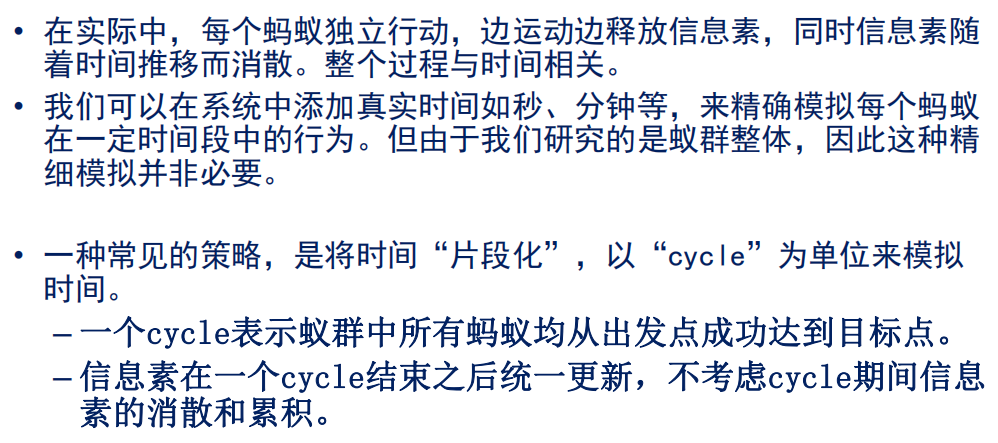 • 在实际中，每个蚂蚁独立行动，边运动边释放信息素，同时信息素随
着时间推移而消散。整个过程与时间相关。
• 我们可以在系统中添加真实时间如秒、分钟等，来精确模拟每个蚂蚁
在一定时间段中的行为。但由于我们研究的是蚁群整体，因此这种精
细模拟并非必要。
• 一种常见的策略，是将时间“片段化”，以“cycle”为单位来模拟
时间。
– 一个cycle表示蚁群中所有蚂蚁均从出发点成功达到目标点。
– 信息素在一个cycle结束之后统一更新，不考虑cycle期间信息
素的消散和累积。